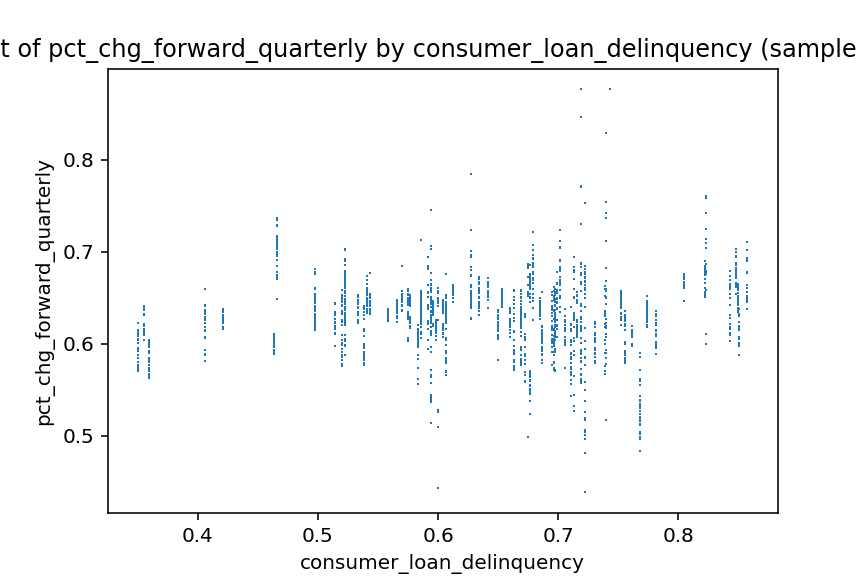 t of pct_chg_forward_quarterly by consumer_loan_delinquency (sample
0.8
0.7
0.6
0.5
pct_chg_forward_quarterly
0.4 0.5 0.6 0.7 0.8
consumer_loan_delinquency